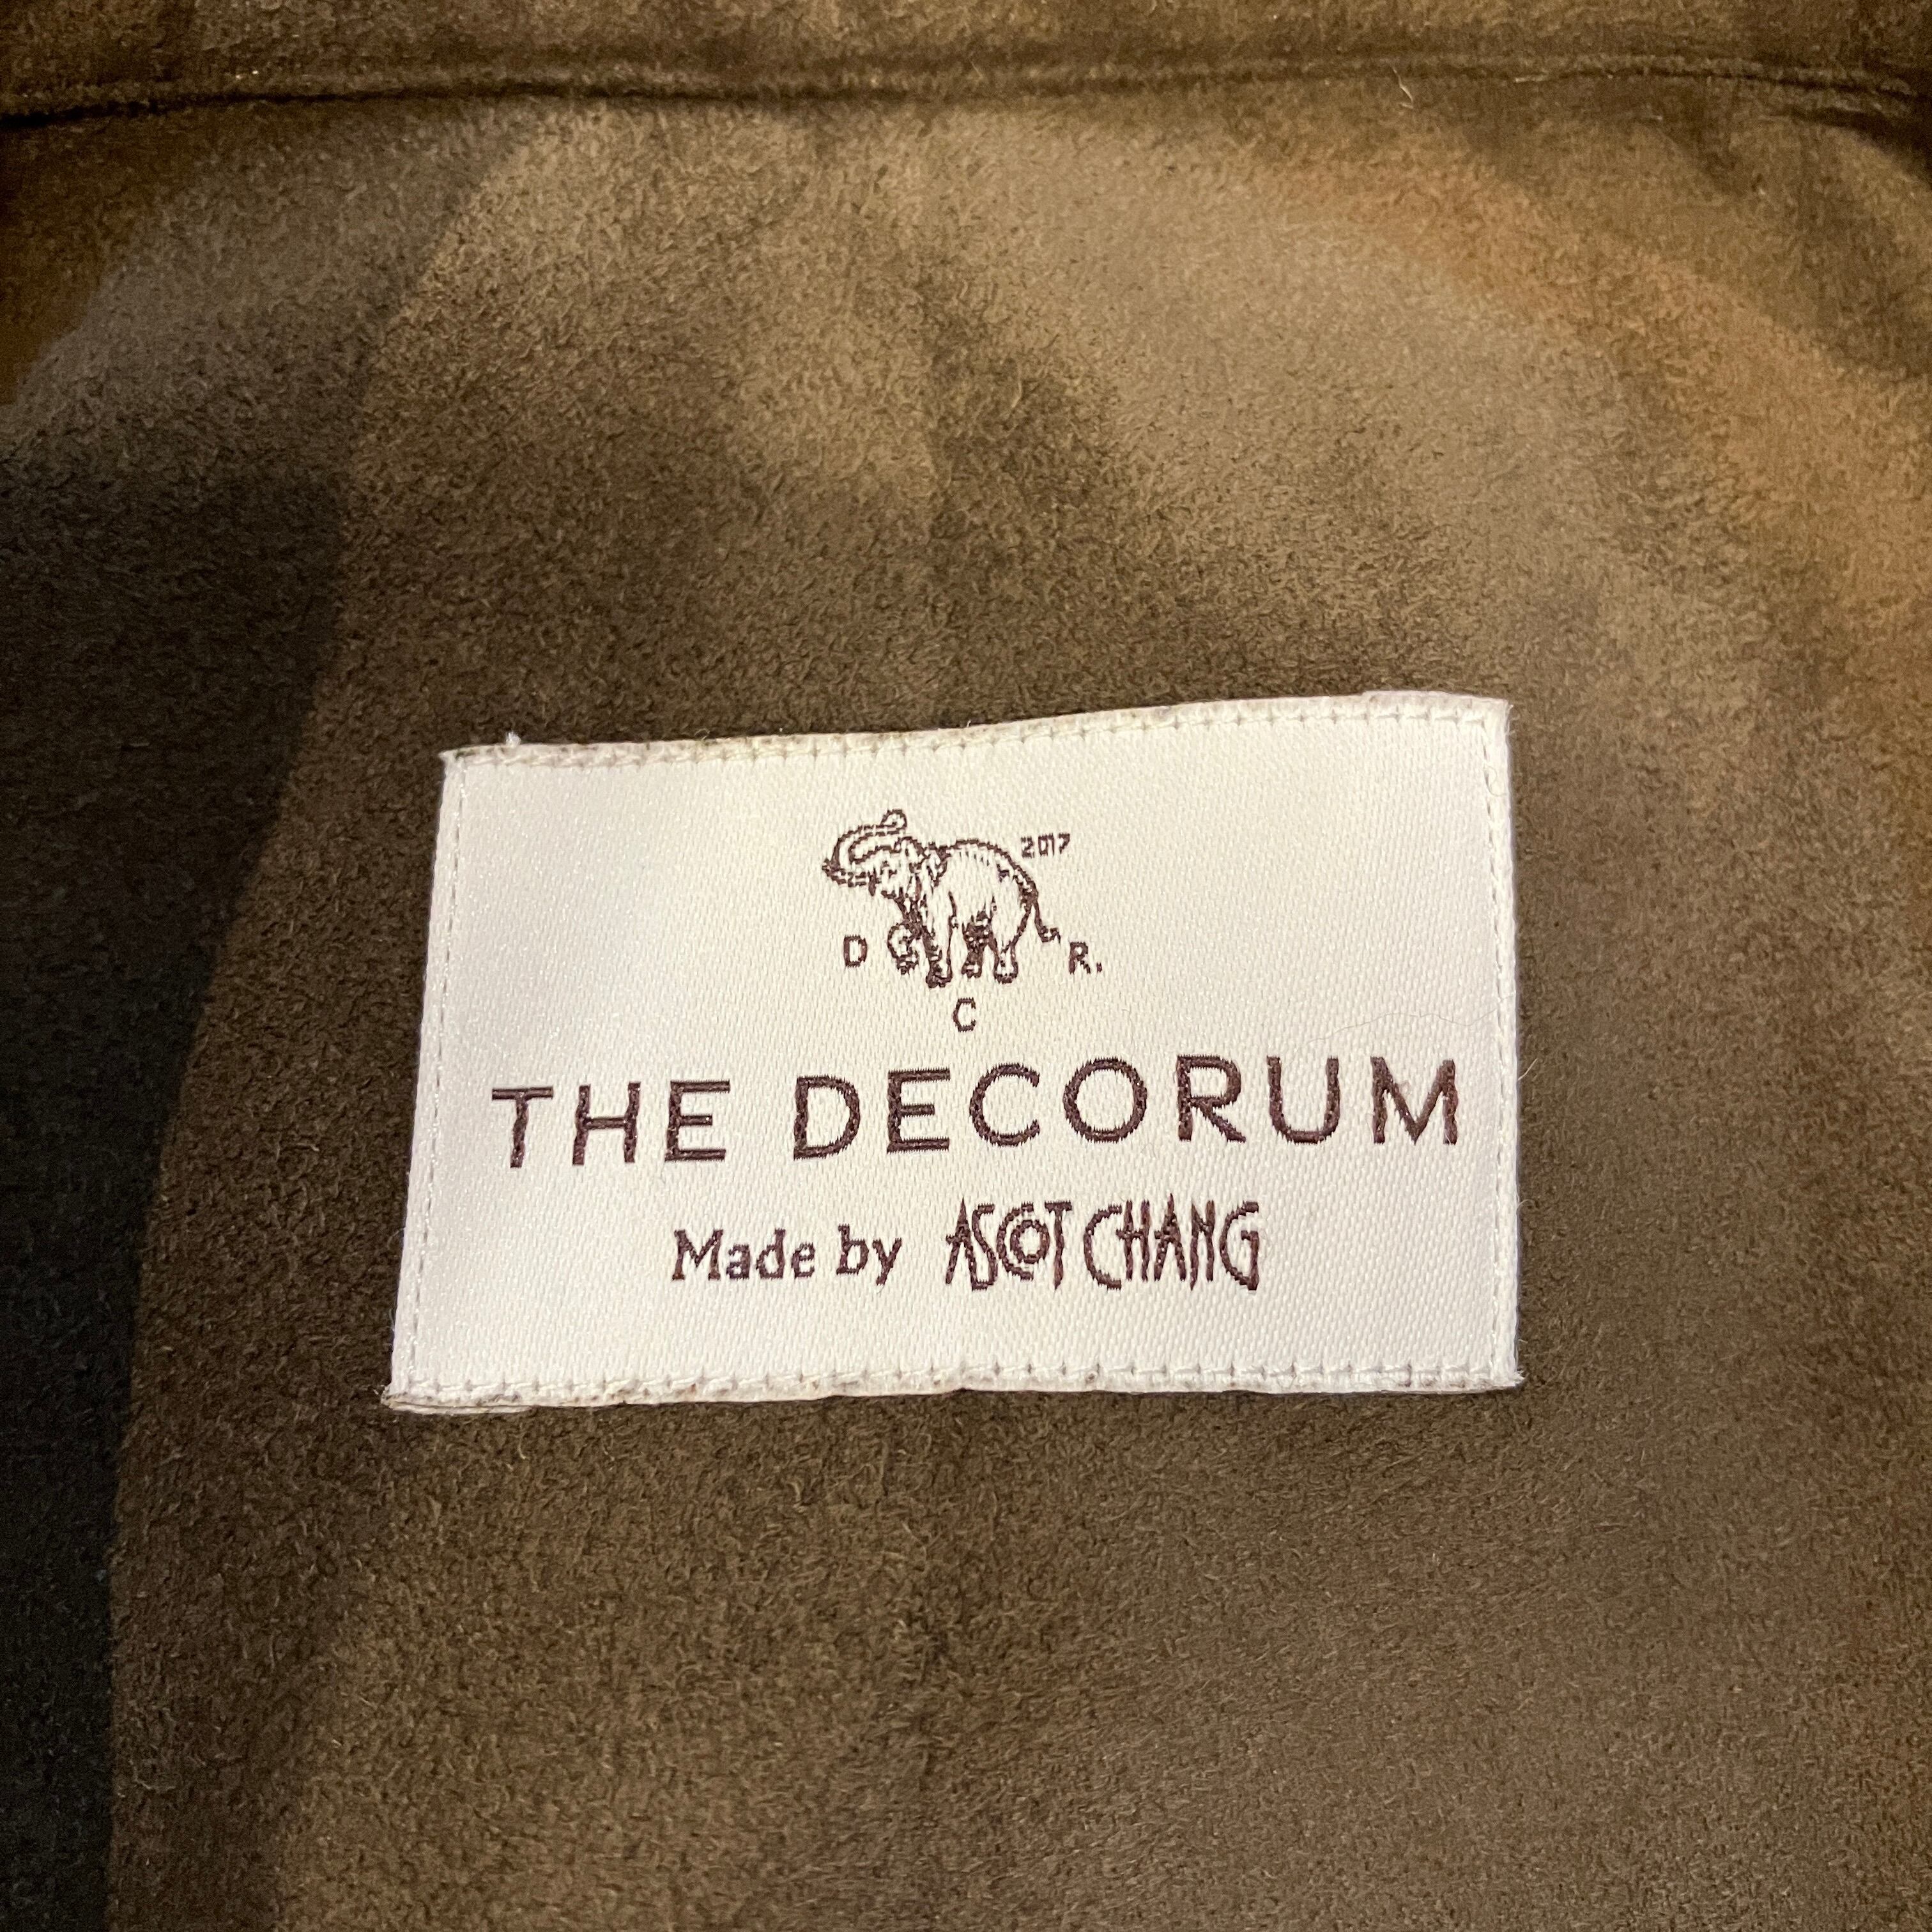 2017
D R.
C
THE DECORUM
Made by ASCOT CHANG